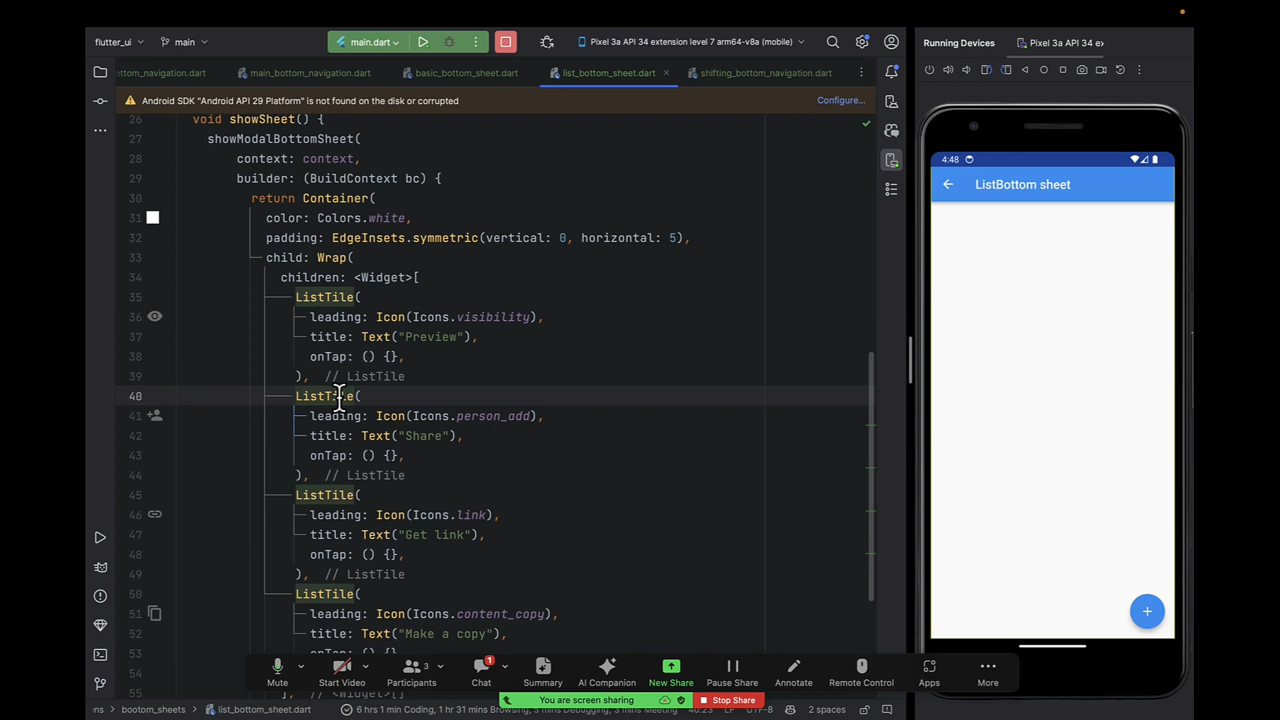 flutter_ui main main.dart Pixel 3a API 34 extension level 7 arm64-v8a (mobile)
Running Devices Pixel 3a API 34 e
ottom_navigation.dart main_bottom_navigation.dart basic_bottom_sheet.dart list_bottom_sheet.dart shifting_bottom_navigation.dart
Android SDK "Android API 29 Platform" is not found on the disk or corrupted Configure...
26 void showSheet() {
27 showModalBottomSheet(
28 context: context,
29 builder: (BuildContext bc) {
30 return Container(
31 color: Colors.white,
32 padding: EdgeInsets.symmetric(vertical: 0, horizontal: 5),
33 child: Wrap(
34 children: <Widget>[
35 ListTile(
36 leading: Icon(Icons.visibility),
37 title: Text("Preview"),
38 onTap: () {},
39 ), // ListTile
40 ListTile(
41 leading: Icon(Icons.person_add),
42 title: Text("Share"),
43 onTap: () {},
44 ), // ListTile
45 ListTile(
46 leading: Icon(Icons.link),
47 title: Text("Get link"),
48 onTap: () {},
49 ), // ListTile
50 ListTile(
51 leading: Icon(Icons.content_copy),
52 title: Text("Make a copy"),
53 onTap: () {},
55 ], // <Widget>[]
4:48
ListBottom sheet
3 1
Mute Start Video Participants Chat Summary AI Companion New Share Pause Share Annotate Remote Control Apps More
You are screen sharing Stop Share
ns bootom_sheets list_bottom_sheet.dart 6 hrs 1 min Coding, 1 hr 31 mins Browsing, 5 mins Debugging, 3 mins Meeting 40:23 LF UTF-8 2 spaces